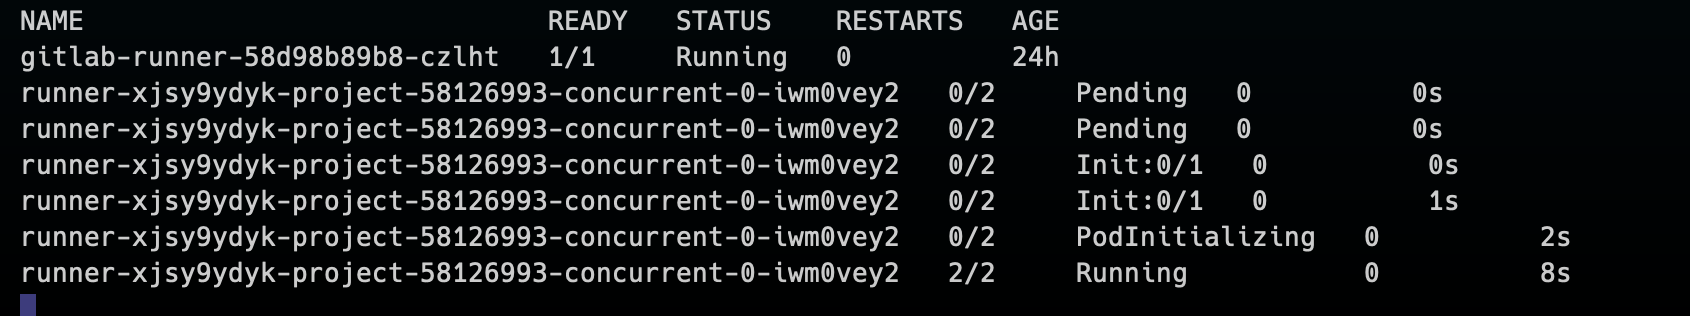 NAME READY STATUS RESTARTS AGE
gitlab-runner-58d98b89b8-czlht 1/1 Running 0 24h
runner-xjsy9ydyk-project-58126993-concurrent-0-iwm0vey2 0/2 Pending 0 0s
runner-xjsy9ydyk-project-58126993-concurrent-0-iwm0vey2 0/2 Pending 0 0s
runner-xjsy9ydyk-project-58126993-concurrent-0-iwm0vey2 0/2 Init:0/1 0 0s
runner-xjsy9ydyk-project-58126993-concurrent-0-iwm0vey2 0/2 Init:0/1 0 1s
runner-xjsy9ydyk-project-58126993-concurrent-0-iwm0vey2 0/2 PodInitializing 0 2s
runner-xjsy9ydyk-project-58126993-concurrent-0-iwm0vey2 2/2 Running 0 8s